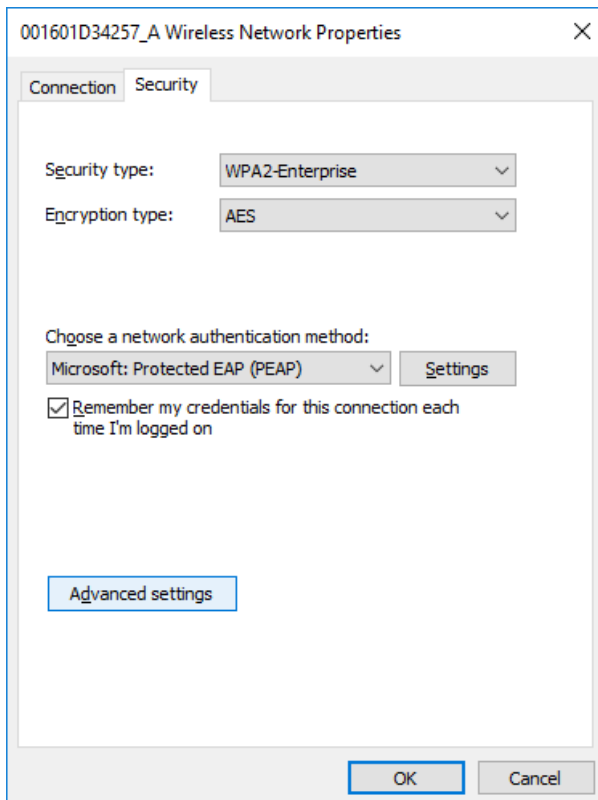 001601D34257_A Wireless Network Properties
Connection
Security
Security type:
WPA2-Enterprise
Encryption type:
AES
Choose a network authentication method:
Microsoft: Protected EAP (PEAP)
Settings
Remember my credentials for this connection each
time I'm logged on
Advanced settings
OK
Cancel